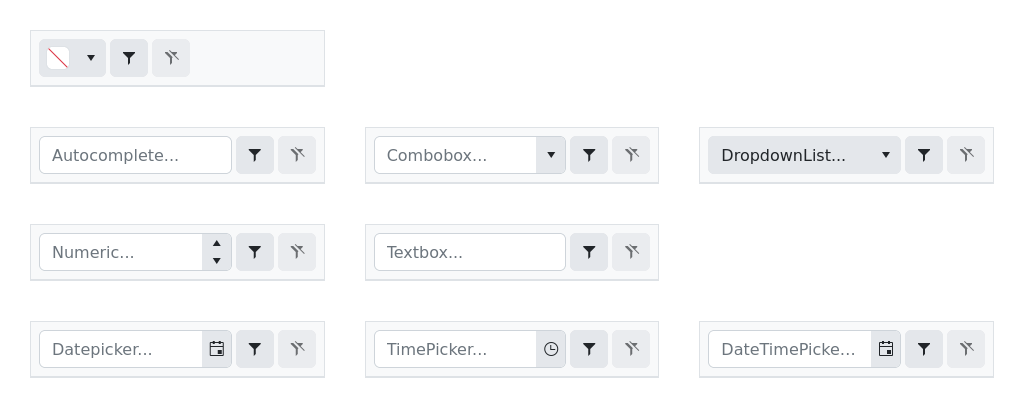 Autocomplete...
Combobox...
DropdownList...
Numeric...
Textbox...
Datepicker...
TimePicker...
DateTimePicke...